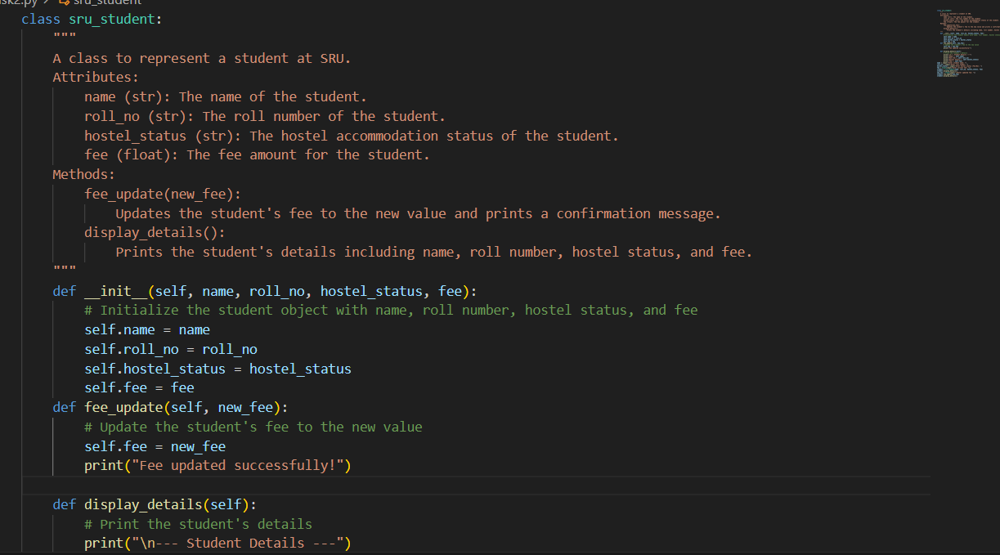 sk2.py > sru_student
class sru_student:
    """
    A class to represent a student at SRU.
    Attributes:
        name (str): The name of the student.
        roll_no (str): The roll number of the student.
        hostel_status (str): The hostel accommodation status of the student.
        fee (float): The fee amount for the student.
    Methods:
        fee_update(new_fee):
            Updates the student's fee to the new value and prints a confirmation message.
        display_details():
            Prints the student's details including name, roll number, hostel status, and fee.
    """
    def __init__(self, name, roll_no, hostel_status, fee):
        # Initialize the student object with name, roll number, hostel status, and fee
        self.name = name
        self.roll_no = roll_no
        self.hostel_status = hostel_status
        self.fee = fee
    def fee_update(self, new_fee):
        # Update the student's fee to the new value
        self.fee = new_fee
        print("Fee updated successfully!")
    def display_details(self):
        # Print the student's details
        print("\n--- Student Details ---")